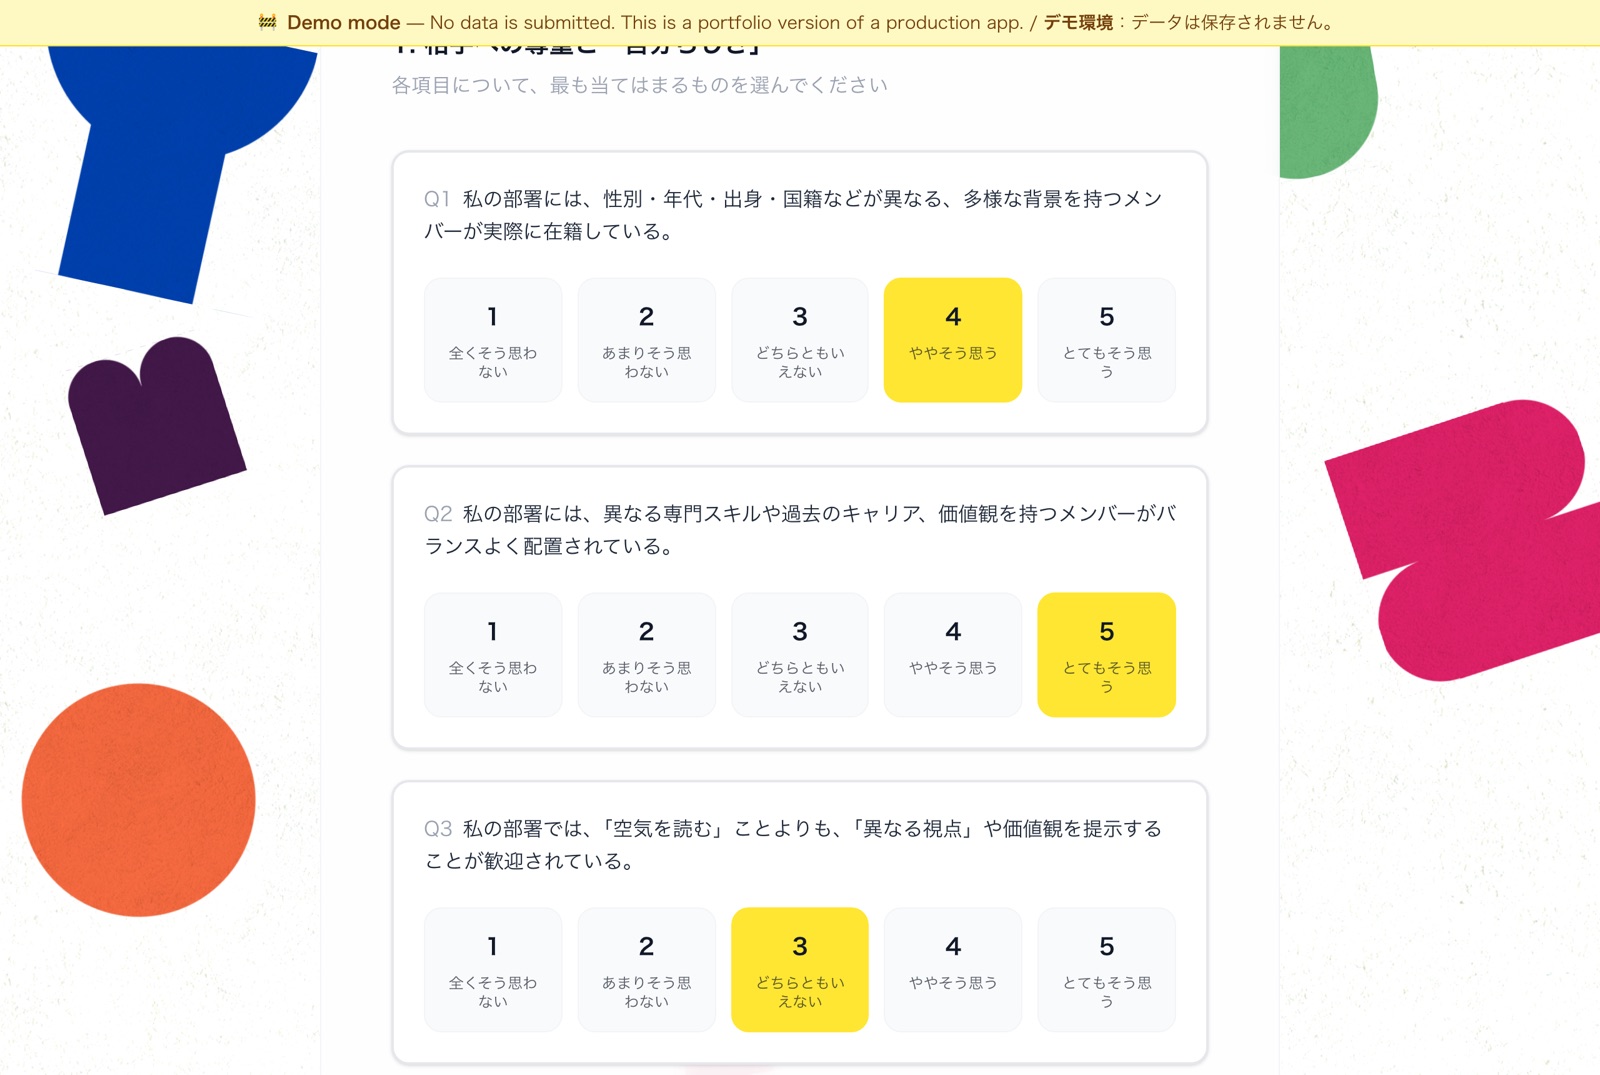 🚧 Demo mode — No data is submitted. This is a portfolio version of a production app. / デモ環境：データは保存されません。
各項目について、最も当てはまるものを選んでください
Q1 私の部署には、性別・年代・出身・国籍などが異なる、多様な背景を持つメン
バーが実際に在籍している。
1 2 3 4 5
全くそう思わ あまりそう思 どちらともい ややそう思う とてもそう思
ない わない えない う
Q2 私の部署には、異なる専門スキルや過去のキャリア、価値観を持つメンバーがバ
ランスよく配置されている。
1 2 3 4 5
全くそう思わ あまりそう思 どちらともい ややそう思う とてもそう思
ない わない えない う
Q3 私の部署では、「空気を読む」ことよりも、「異なる視点」や価値観を提示する
ことが歓迎されている。
1 2 3 4 5
全くそう思わ あまりそう思 どちらともい ややそう思う とてもそう思
ない わない えない う